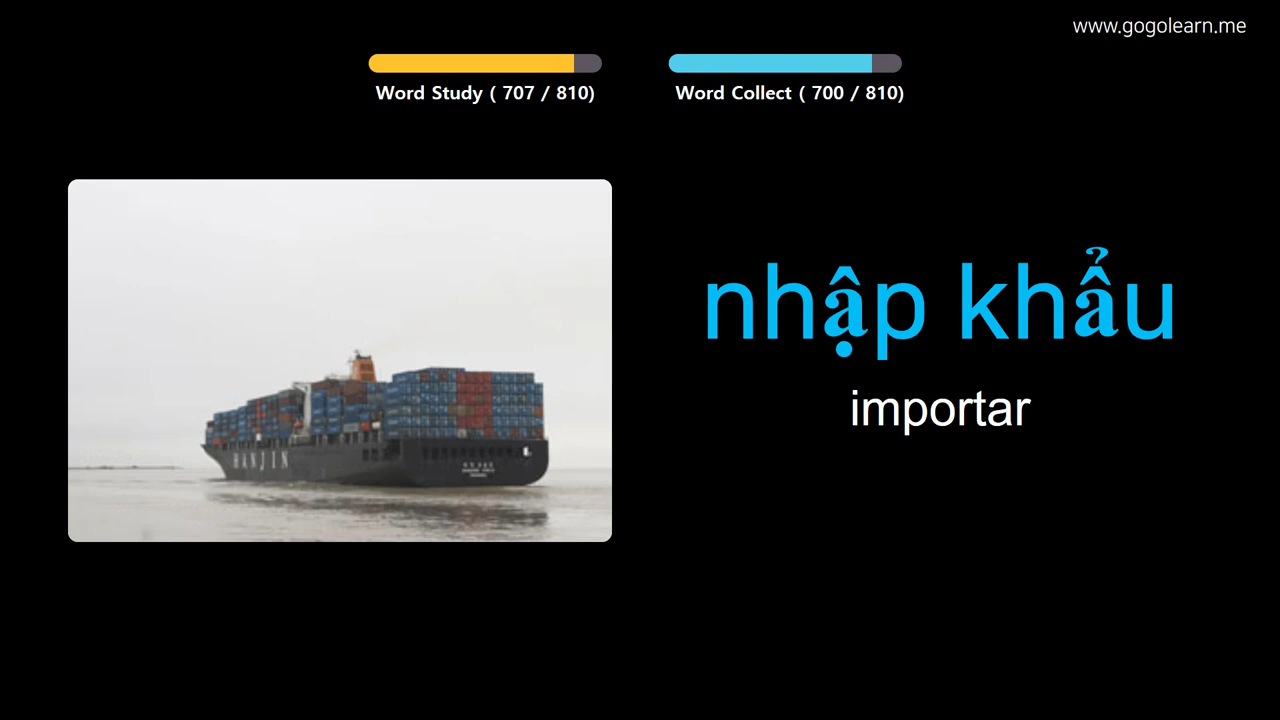 www.gogolearn.me
Word Study ( 707 / 810)
Word Collect ( 700 / 810)
nhập khẩu
importar
HANJIN